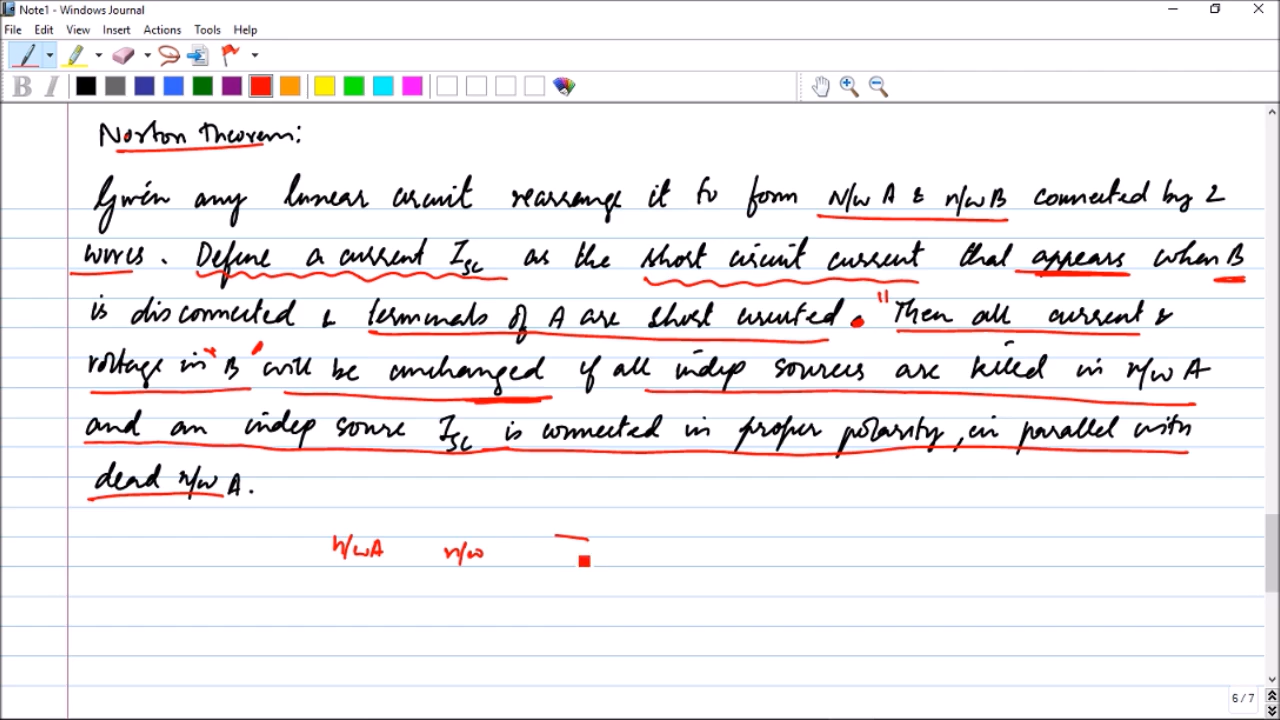 Note1 - Windows Journal
File Edit View Insert Actions Tools Help
B I
Norton Theorem:
Given any linear circuit rearrange it to form N/w A & n/w B connected by 2
wires. Define a current Isc as the short circuit current that appears when B
is disconnected & terminals of A are short circuited. "Then all current &
voltage in "B" will be unchanged if all indep sources are killed in n/w A
and an indep sourse Isc is connected in proper polarity, in parallel with
dead n/w A.
n/w A n/w
6 / 7